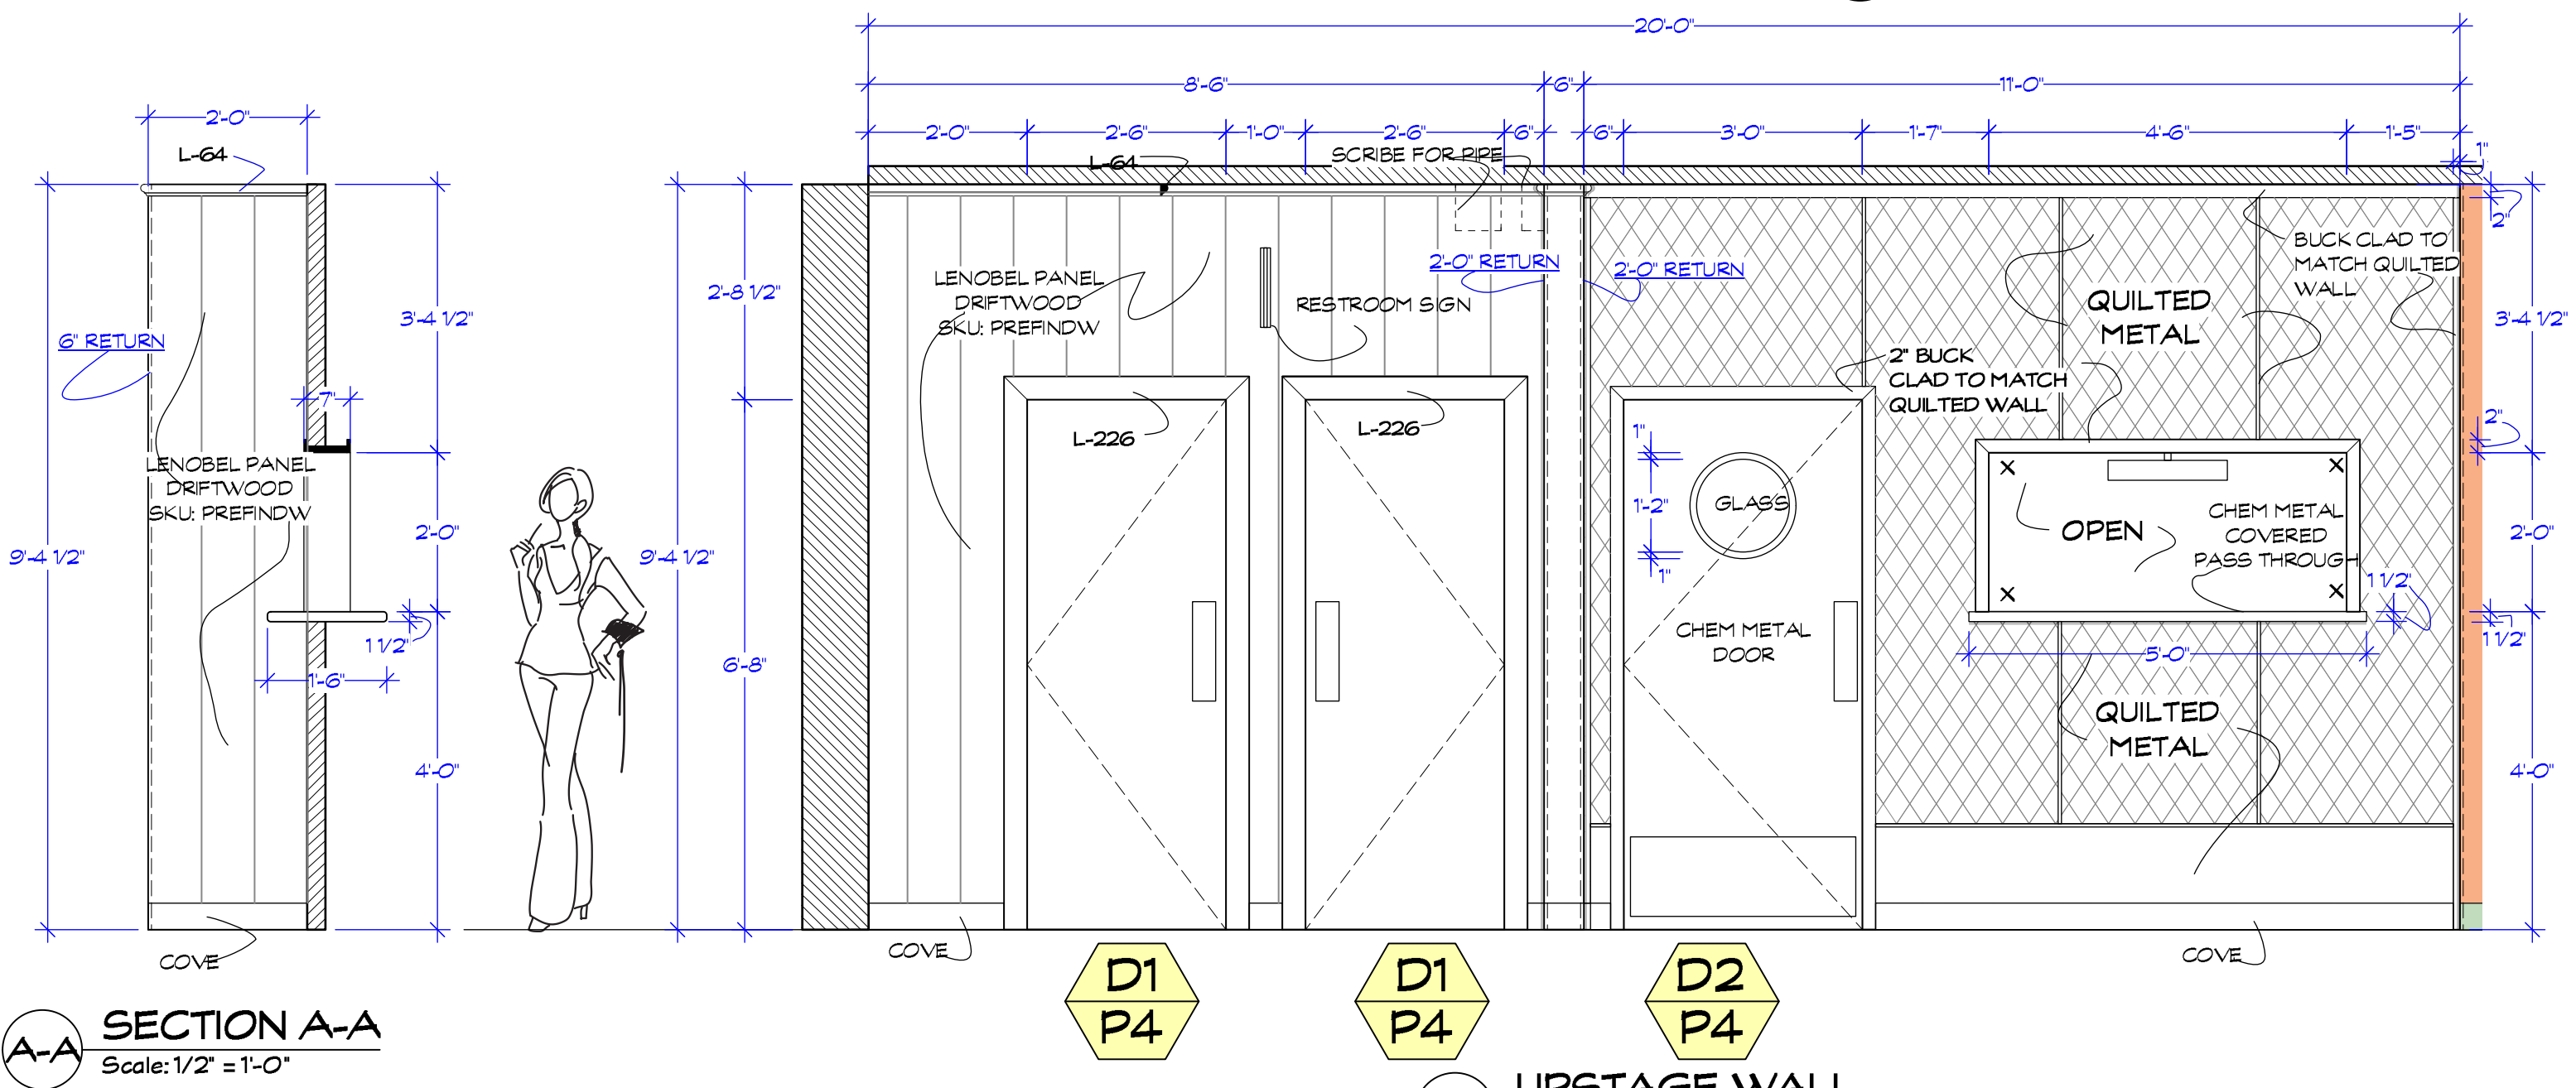 20'-0"
8'-6"
6"
11'-0"
2'-0"
2'-0"
2'-6"
1'-0"
2'-6"
6"
6"
3'-0"
1'-7"
4'-6"
1'-5"
1"
L-64
L-64
SCRIBE FOR PIPE
2"
BUCK CLAD TO
MATCH QUILTED
WALL
LENOBEL PANEL
DRIFTWOOD
SKU: PREFINDW
2'-0" RETURN
2'-0" RETURN
RESTROOM SIGN
QUILTED
METAL
2'-8 1/2"
3'-4 1/2"
3'-4 1/2"
6" RETURN
2" BUCK
CLAD TO MATCH
QUILTED WALL
7"
L-226
L-226
1"
1'-2"
1"
GLASS
2"
LENOBEL PANEL
DRIFTWOOD
SKU: PREFINDW
OPEN
CHEM METAL
COVERED
PASS THROUGH
9'-4 1/2"
2'-0"
9'-4 1/2"
2'-0"
1 1/2"
1 1/2"
1 1/2"
1'-6"
6'-8"
CHEM METAL
DOOR
5'-0"
QUILTED
METAL
4'-0"
4'-0"
COVE
COVE
COVE
D1
P4
D1
P4
D2
P4
A-A
SECTION A-A
Scale: 1/2" = 1'-0"
UPSTAGE WALL